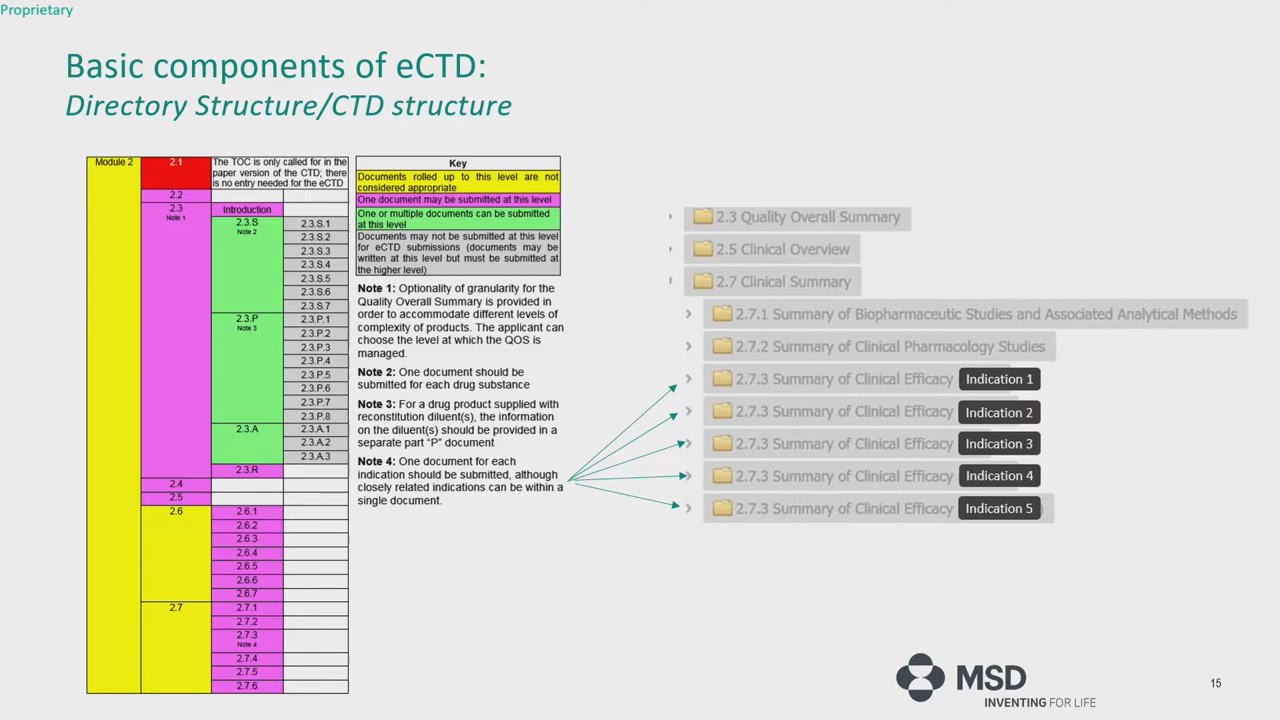 Proprietary
Basic components of eCTD:
Directory Structure/CTD structure
Module 2
2.1
The TOC is only called for in the
paper version of the CTD; there
is no entry needed for the eCTD
2.2
2.3
Note 1
Introduction
2.3.S
Note 2
2.3.S.1
2.3.S.2
2.3.S.3
2.3.S.4
2.3.S.5
2.3.S.6
2.3.S.7
2.3.P
Note 3
2.3.P.1
2.3.P.2
2.3.P.3
2.3.P.4
2.3.P.5
2.3.P.6
2.3.P.7
2.3.P.8
2.3.A
2.3.A.1
2.3.A.2
2.3.A.3
2.3.R
2.4
2.5
2.6
2.6.1
2.6.2
2.6.3
2.6.4
2.6.5
2.6.6
2.6.7
2.7
2.7.1
2.7.2
2.7.3
Note 4
2.7.4
2.7.5
2.7.6
Key
Documents rolled up to this level are not
considered appropriate
One document may be submitted at this level
One or multiple documents can be submitted
at this level
Documents may not be submitted at this level
for eCTD submissions (documents may be
written at this level but must be submitted at
the higher level)
Note 1: Optionality of granularity for the
Quality Overall Summary is provided in
order to accommodate different levels of
complexity of products. The applicant can
choose the level at which the QOS is
managed.
Note 2: One document should be
submitted for each drug substance
Note 3: For a drug product supplied with
reconstitution diluent(s), the information
on the diluent(s) should be provided in a
separate part “P” document
Note 4: One document for each
indication should be submitted, although
closely related indications can be within a
single document.
2.3 Quality Overall Summary
2.5 Clinical Overview
2.7 Clinical Summary
2.7.1 Summary of Biopharmaceutic Studies and Associated Analytical Methods
2.7.2 Summary of Clinical Pharmacology Studies
2.7.3 Summary of Clinical Efficacy Indication 1
2.7.3 Summary of Clinical Efficacy Indication 2
2.7.3 Summary of Clinical Efficacy Indication 3
2.7.3 Summary of Clinical Efficacy Indication 4
2.7.3 Summary of Clinical Efficacy Indication 5
MSD
INVENTING FOR LIFE
15